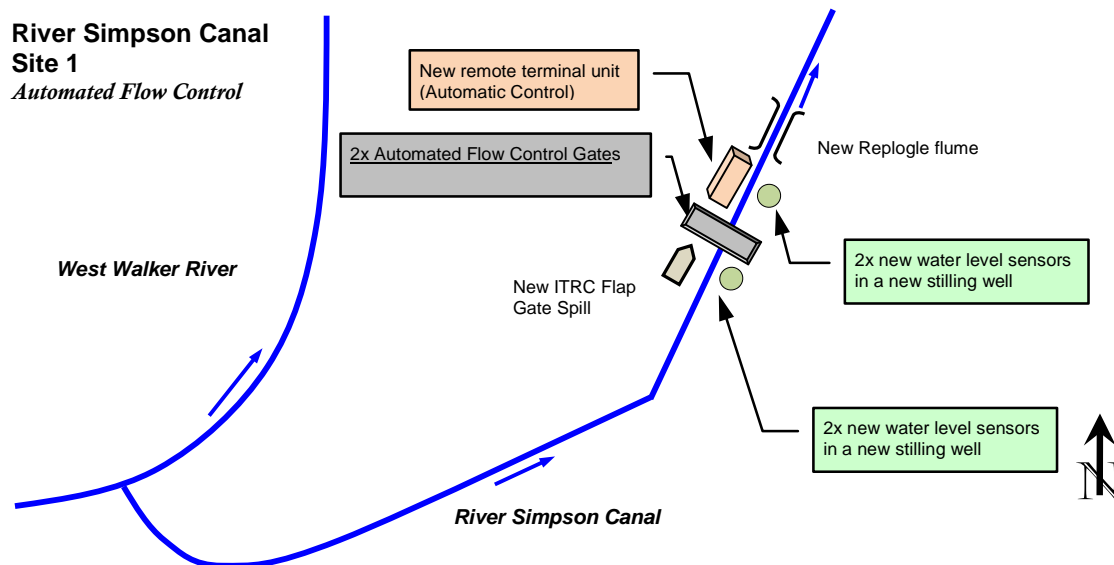 River Simpson Canal
Site 1
Automated Flow Control
New remote terminal unit
(Automatic Control)
2x Automated Flow Control Gates
New Replogle flume
West Walker River
2x new water level sensors
in a new stilling well
New ITRC Flap
Gate Spill
2x new water level sensors
in a new stilling well
River Simpson Canal
N